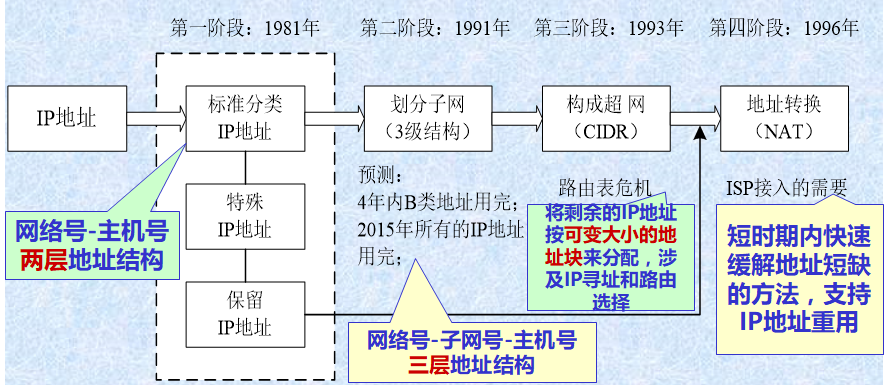 第一阶段：1981年
第二阶段：1991年
第三阶段：1993年
第四阶段：1996年
IP地址
标准分类
IP地址
划分子网
（3级结构）
构成超 网
（CIDR）
地址转换
（NAT）
特殊
IP地址
保留
IP地址
预测：
4年内B类地址用完；
2015年所有的IP地址
用完；
路由表危机
ISP接入的需要
网络号-主机号
两层地址结构
网络号-子网号-主机号
三层地址结构
将剩余的IP地址
按可变大小的地
址块来分配，涉
及IP寻址和路由
选择
短时期内快速
缓解地址短缺
的方法，支持
IP地址重用